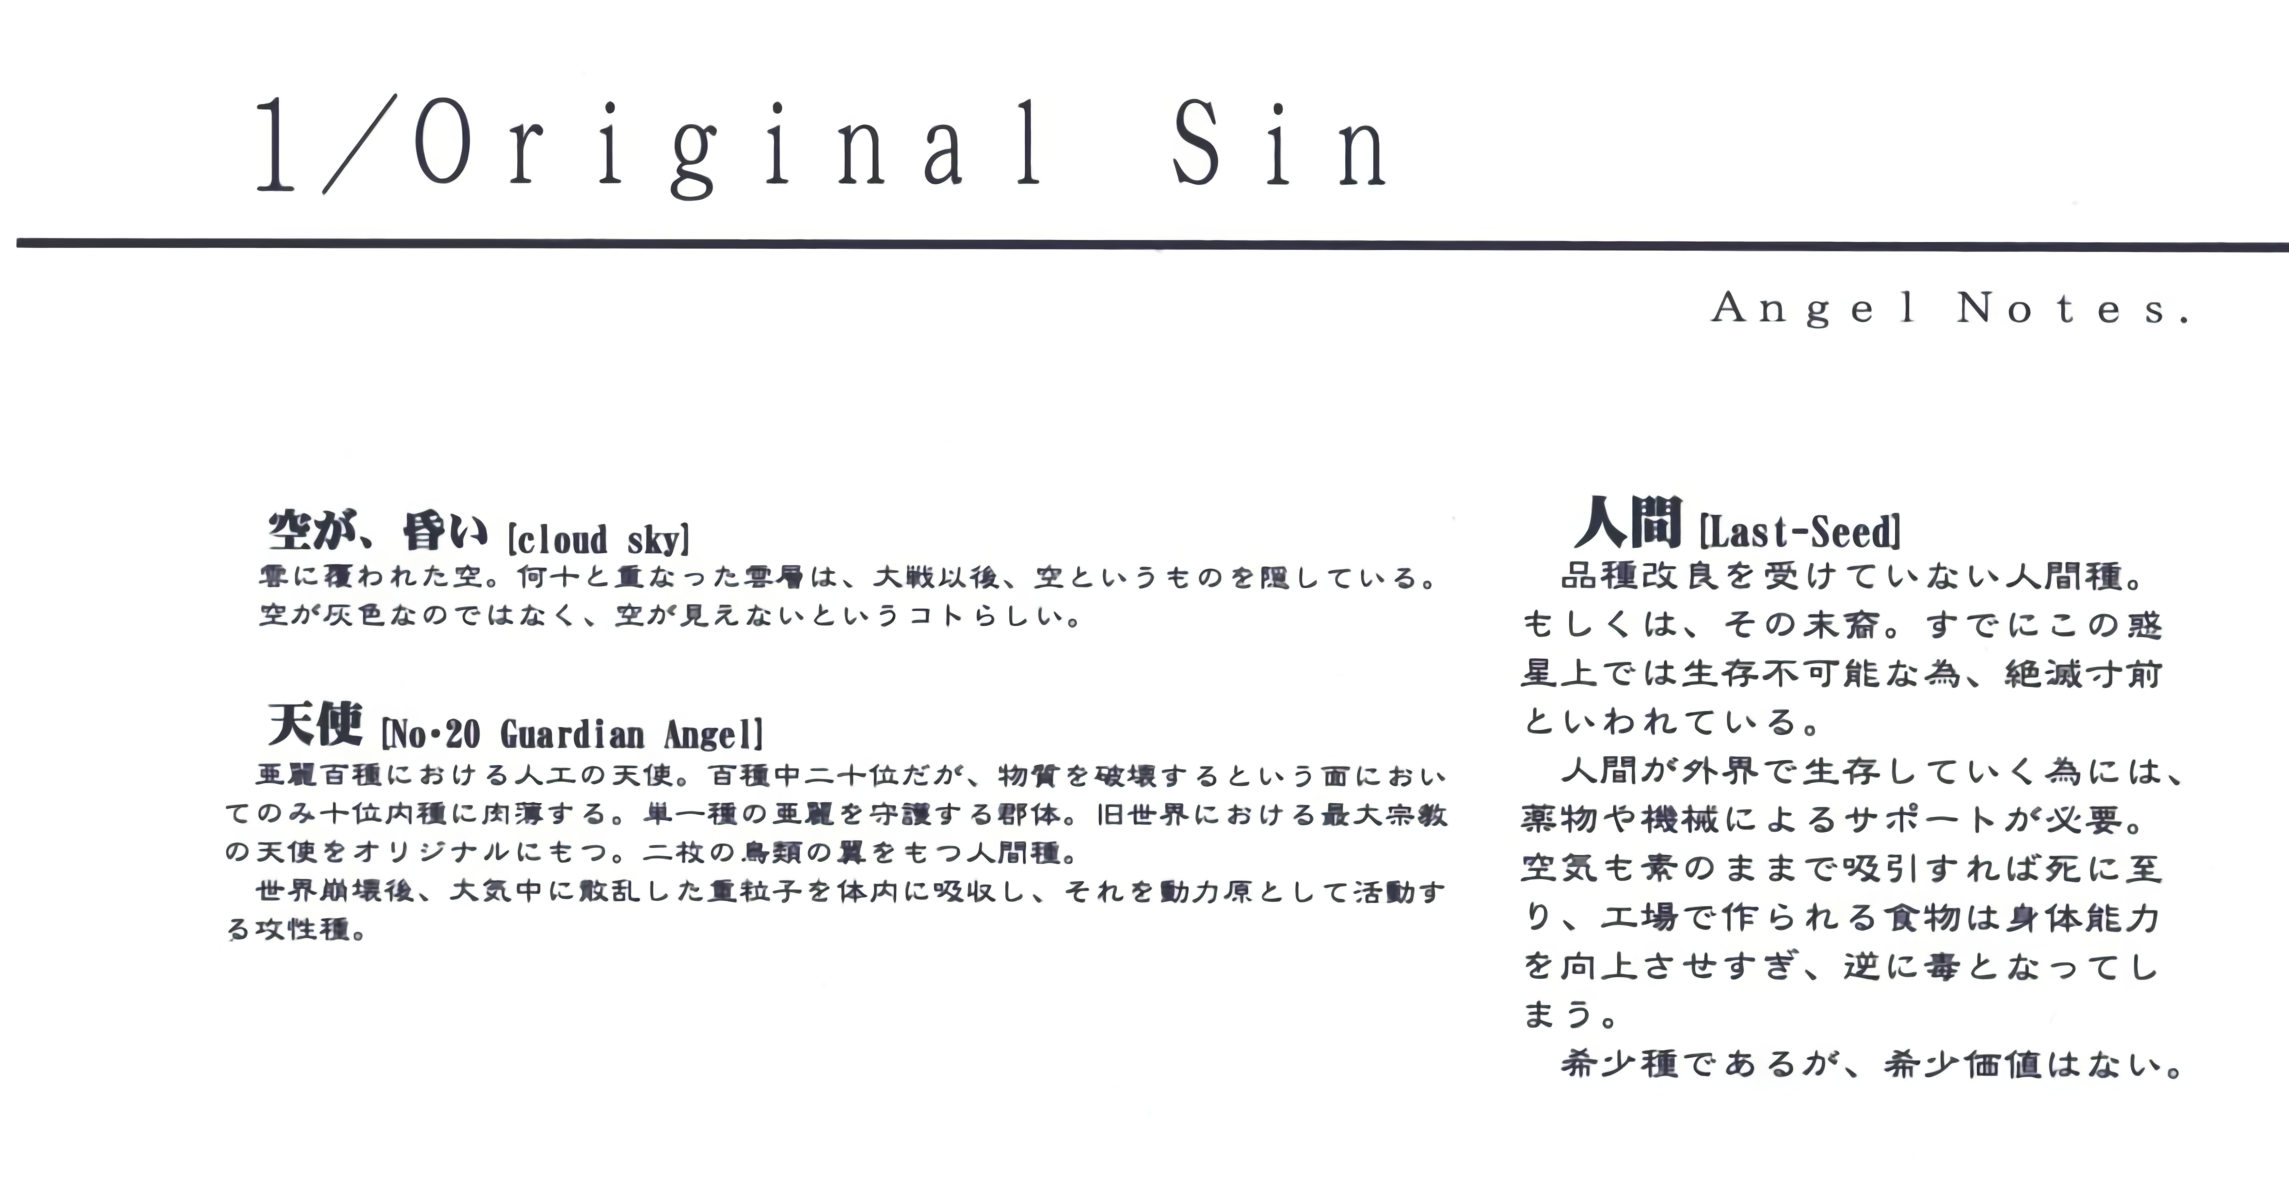 1/Original Sin
Angel Notes.
空が、昏い [cloud sky]
雲に覆われた空。何十と重なった雲層は、大戦以後、空というものを隠している。
空が灰色なのではなく、空が見えないというコトらしい。
天使 [No・20 Guardian Angel]
亜麗百種における人工の天使。百種中二十位だが、物質を破壊するという面におい
てのみ十位内種に肉薄する。単一種の亜麗を守護する郡体。旧世界における最大宗教
の天使をオリジナルにもつ。二枚の鳥類の翼をもつ人間種。
世界崩壊後、大気中に散乱した重粒子を体内に吸収し、それを動力原として活動す
る攻性種。
人間 [Last-Seed]
品種改良を受けていない人間種。
もしくは、その末裔。すでにこの惑
星上では生存不可能な為、絶滅寸前
といわれている。
人間が外界で生存していく為には、
薬物や機械によるサポートが必要。
空気も素のままで吸引すれば死に至
り、工場で作られる食物は身体能力
を向上させすぎ、逆に毒となってし
まう。
希少種であるが、希少価値はない。